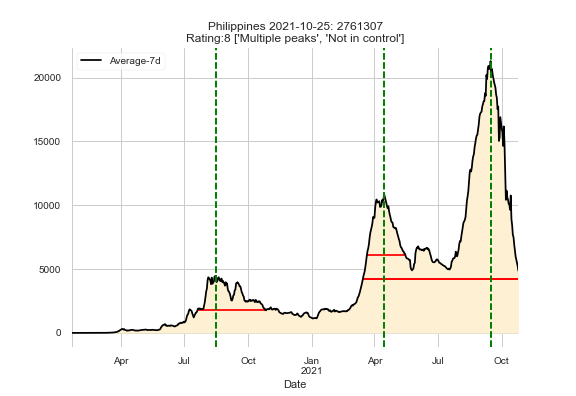 Philippines 2021-10-25: 2761307
Rating:8 ['Multiple peaks', 'Not in control']
Average-7d
20000
15000
10000
5000
0
Apr
Jul
Oct
Jan
2021
Apr
Jul
Oct
Date